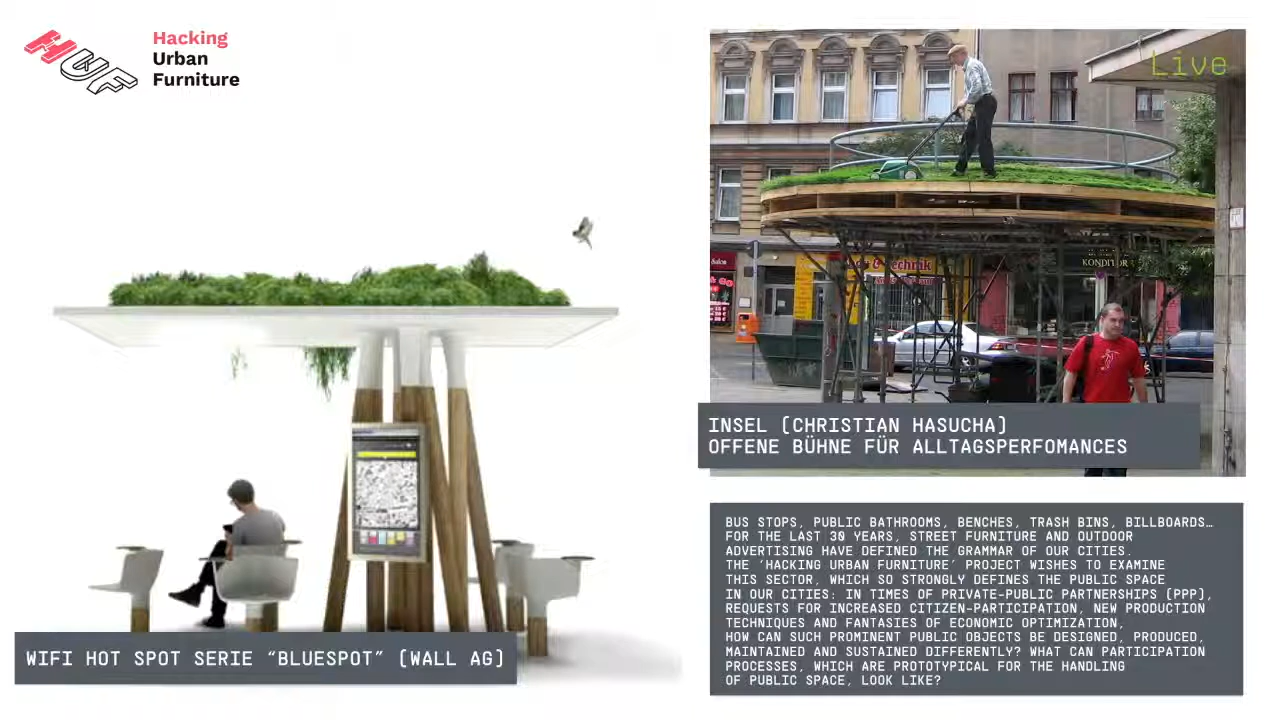 HUF
Hacking
Urban
Furniture
Live
KONDITOR
INSEL (CHRISTIAN HASUCHA)
OFFENE BÜHNE FÜR ALLTAGSPERFOMANCES
WIFI HOT SPOT SERIE “BLUESPOT” (WALL AG)
BUS STOPS, PUBLIC BATHROOMS, BENCHES, TRASH BINS, BILLBOARDS…
FOR THE LAST 30 YEARS, STREET FURNITURE AND OUTDOOR
ADVERTISING HAVE DEFINED THE GRAMMAR OF OUR CITIES.
THE ‘HACKING URBAN FURNITURE’ PROJECT WISHES TO EXAMINE
THIS SECTOR, WHICH SO STRONGLY DEFINES THE PUBLIC SPACE
IN OUR CITIES: IN TIMES OF PRIVATE-PUBLIC PARTNERSHIPS (PPP),
REQUESTS FOR INCREASED CITIZEN-PARTICIPATION, NEW PRODUCTION
TECHNIQUES AND FANTASIES OF ECONOMIC OPTIMIZATION,
HOW CAN SUCH PROMINENT PUBLIC OBJECTS BE DESIGNED, PRODUCED,
MAINTAINED AND SUSTAINED DIFFERENTLY? WHAT CAN PARTICIPATION
PROCESSES, WHICH ARE PROTOTYPICAL FOR THE HANDLING
OF PUBLIC SPACE, LOOK LIKE?